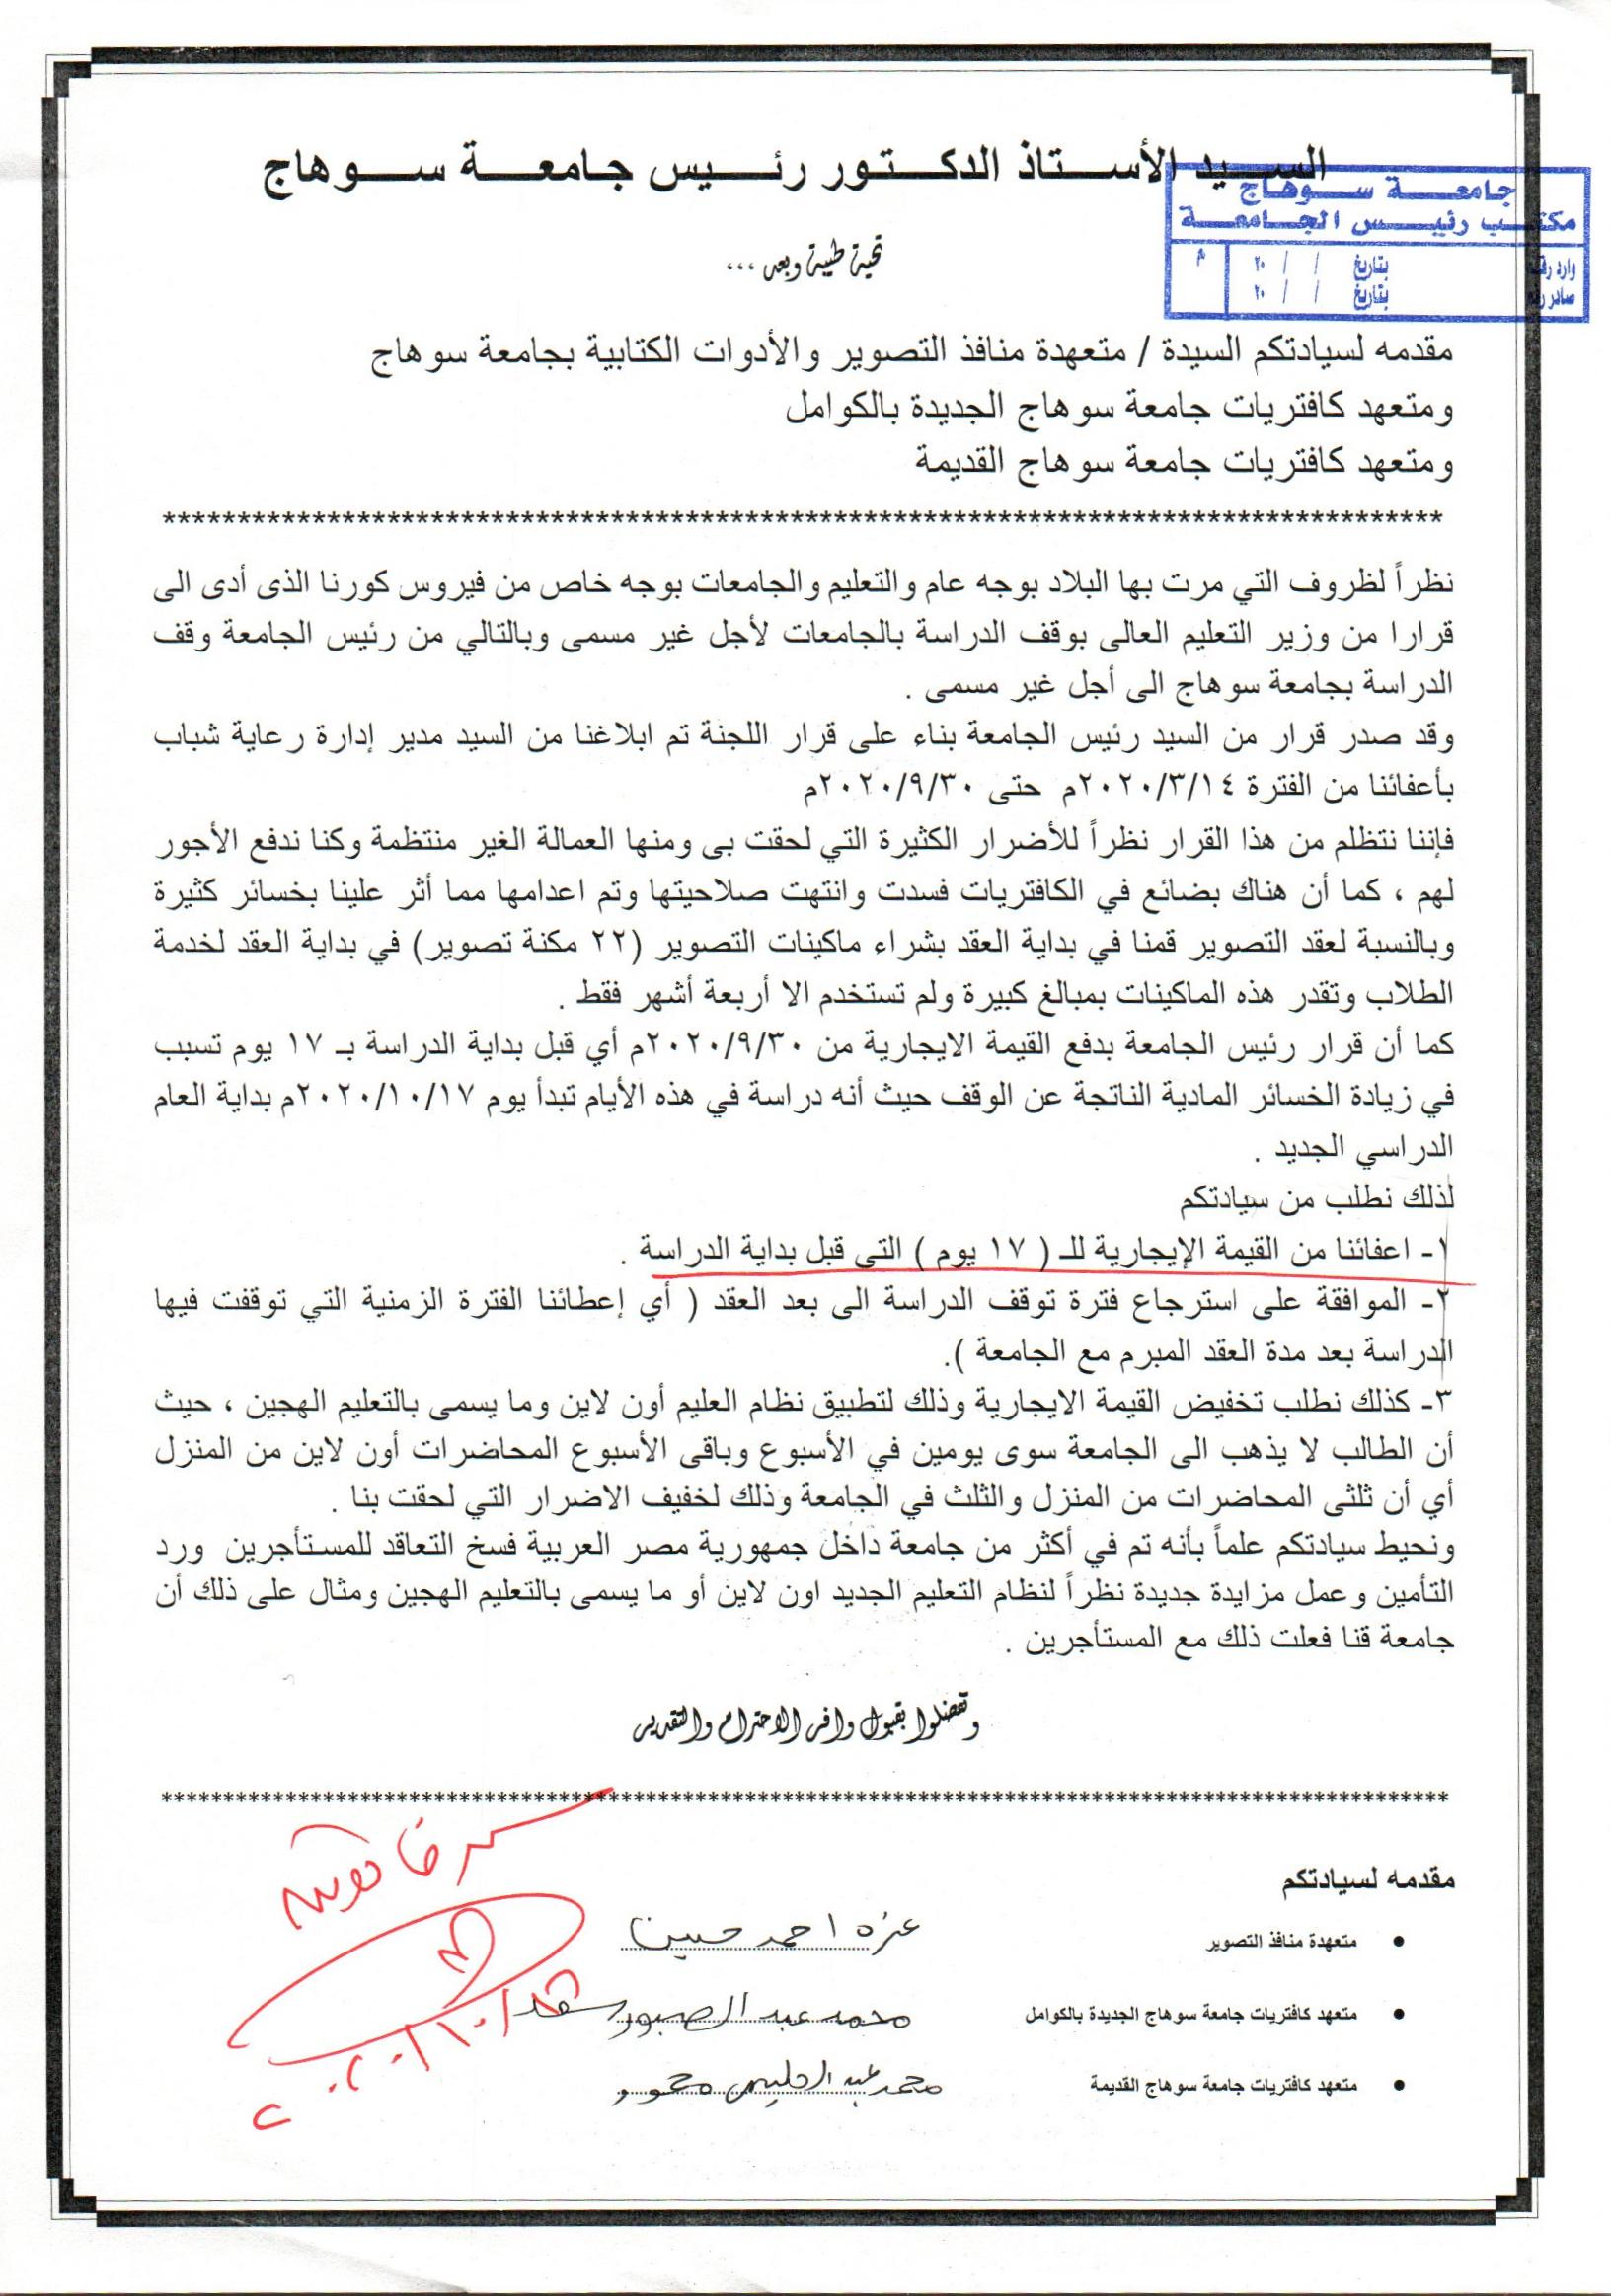 السيد الأستاذ الدكتور رئيس جامعة سوهاج
جامعة سوهاج
مكتب رئيس الجامعة
وارد رقم بتاريخ / / ٢٠ م
صادر رقم بتاريخ / / ٢٠
تحية طيبة وبعد ...
مقدمه لسيادتكم السيدة / متعهدة منافذ التصوير والأدوات الكتابية بجامعة سوهاج
ومتعهد كافتريات جامعة سوهاج الجديدة بالكوامل
ومتعهد كافتريات جامعة سوهاج القديمة
نظراً لظروف التي مرت بها البلاد بوجه عام والتعليم والجامعات بوجه خاص من فيروس كورنا الذى أدى الى
قرارا من وزير التعليم العالى بوقف الدراسة بالجامعات لأجل غير مسمى وبالتالي من رئيس الجامعة وقف
الدراسة بجامعة سوهاج الى أجل غير مسمى .
وقد صدر قرار من السيد رئيس الجامعة بناء على قرار اللجنة تم ابلاغنا من السيد مدير إدارة رعاية شباب
بأعفائنا من الفترة ٢٠٢٠/٣/١٤م حتى ٢٠٢٠/٩/٣٠م
فإننا نتظلم من هذا القرار نظراً للأضرار الكثيرة التي لحقت بى ومنها العمالة الغير منتظمة وكنا ندفع الأجور
لهم ، كما أن هناك بضائع في الكافتريات فسدت وانتهت صلاحيتها وتم اعدامها مما أثر علينا بخسائر كثيرة
وبالنسبة لعقد التصوير قمنا في بداية العقد بشراء ماكينات التصوير (٢٢ مكنة تصوير) في بداية العقد لخدمة
الطلاب وتقدر هذه الماكينات بمبالغ كبيرة ولم تستخدم الا أربعة أشهر فقط .
كما أن قرار رئيس الجامعة بدفع القيمة الايجارية من ٢٠٢٠/٩/٣٠م أي قبل بداية الدراسة بـ ١٧ يوم تسبب
في زيادة الخسائر المادية الناتجة عن الوقف حيث أنه دراسة في هذه الأيام تبدأ يوم ٢٠٢٠/١٠/١٧م بداية العام
الدراسي الجديد .
لذلك نطلب من سيادتكم
١- اعفائنا من القيمة الإيجارية للـ ( ١٧ يوم ) التى قبل بداية الدراسة .
٢- الموافقة على استرجاع فترة توقف الدراسة الى بعد العقد ( أي إعطائنا الفترة الزمنية التي توقفت فيها
الدراسة بعد مدة العقد المبرم مع الجامعة ).
٣- كذلك نطلب تخفيض القيمة الايجارية وذلك لتطبيق نظام العليم أون لاين وما يسمى بالتعليم الهجين ، حيث
أن الطالب لا يذهب الى الجامعة سوى يومين في الأسبوع وباقى الأسبوع المحاضرات أون لاين من المنزل
أي أن ثلثى المحاضرات من المنزل والثلث في الجامعة وذلك لخفيف الاضرار التي لحقت بنا .
ونحيط سيادتكم علماً بأنه تم في أكثر من جامعة داخل جمهورية مصر العربية فسخ التعاقد للمستأجرين ورد
التأمين وعمل مزايدة جديدة نظراً لنظام التعليم الجديد اون لاين أو ما يسمى بالتعليم الهجين ومثال على ذلك أن
جامعة قنا فعلت ذلك مع المستأجرين .
وتفضلوا بقبول وافر الاحترام والتقدير
مقدمه لسيادتكم
متعهدة منافذ التصوير عزه احمد حسين
متعهد كافتريات جامعة سوهاج الجديدة بالكوامل محمد عبد الصبور سعد
متعهد كافتريات جامعة سوهاج القديمة محمد عبد الحليم محمود